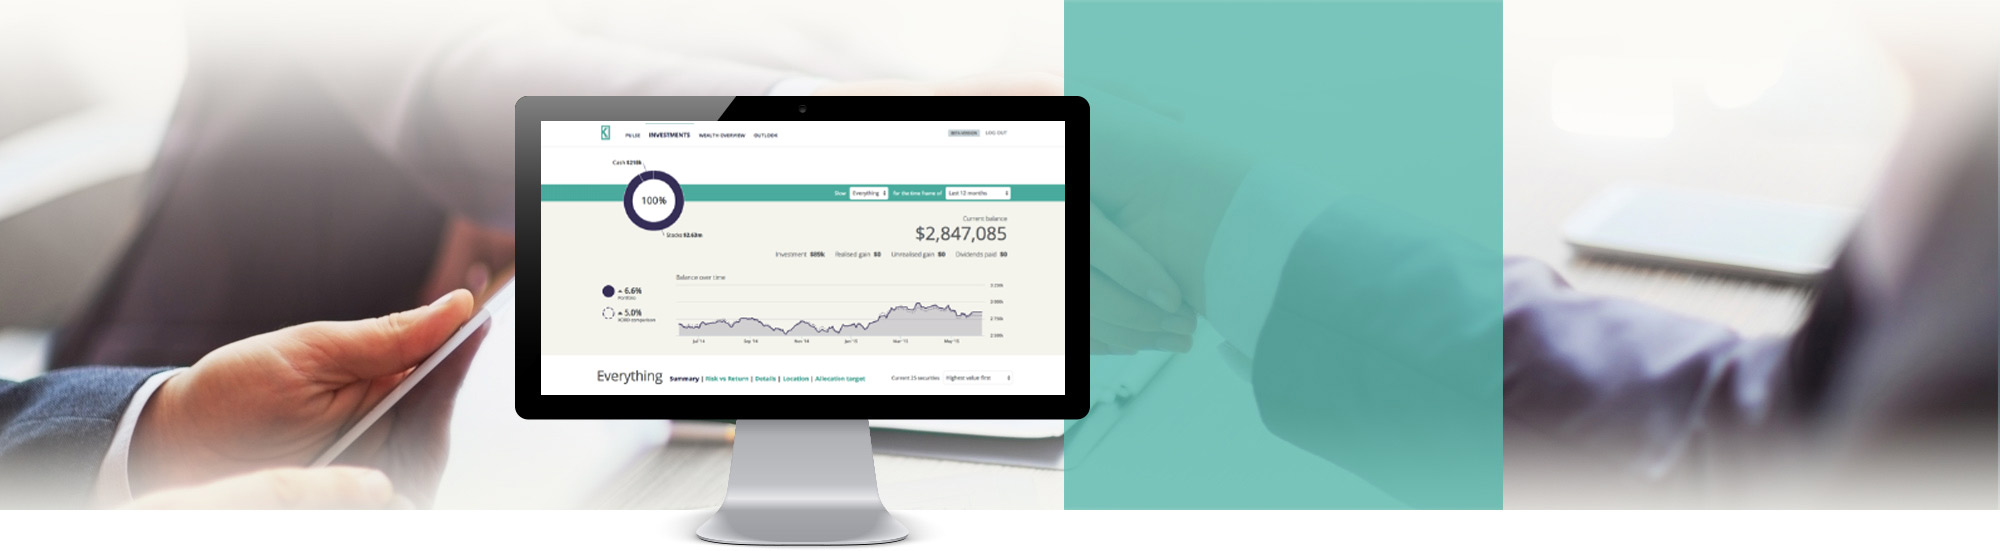 K
PULSE INVESTMENTS WEALTH OVERVIEW OUTLOOK
LOG OUT
Cash $218k
100%
Stocks $2.63m
Show Everything for the time frame of Last 12 months
Current balance
$2,847,085
Investment $89k Realised gain $0 Unrealised gain $0 Dividends paid $0
Balance over time
6.6%
Portfolio
5.0%
comparison
Jul '14 Sep '14 Nov '14 Jan '15 Mar '15 May '15
Everything Summary | Risk vs Return | Details | Location | Allocation target
Current 25 securities Highest value first